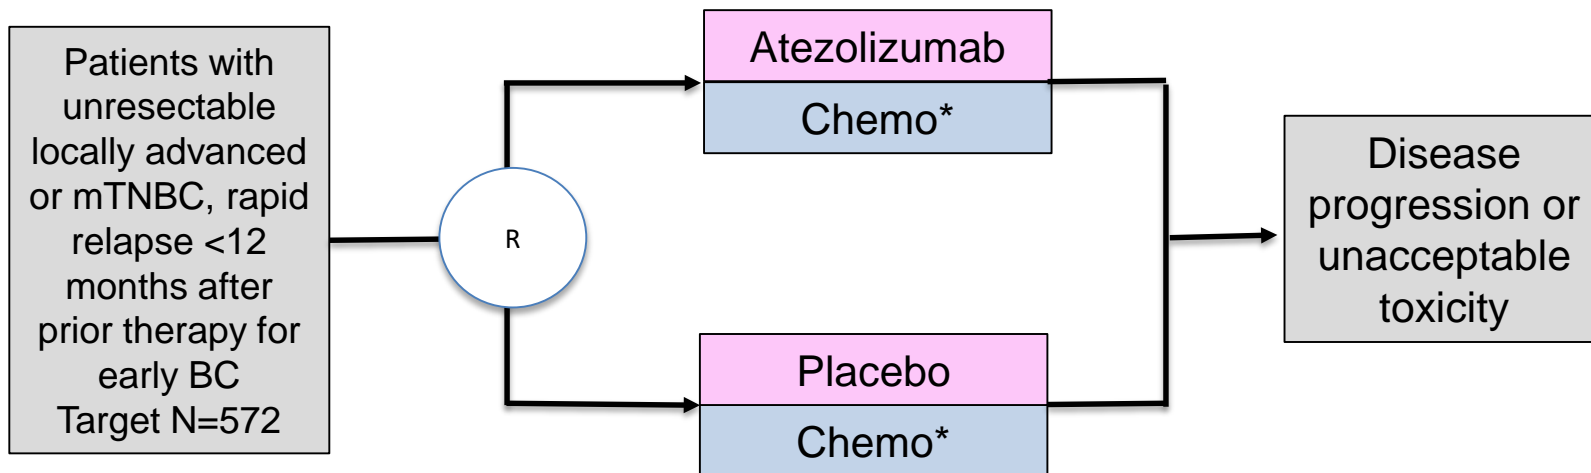 Patients with
unresectable
locally advanced
or mTNBC, rapid
relapse <12
months after
prior therapy for
early BC
Target N=572
R
Atezolizumab
Chemo*
Placebo
Chemo*
Disease
progression or
unacceptable
toxicity